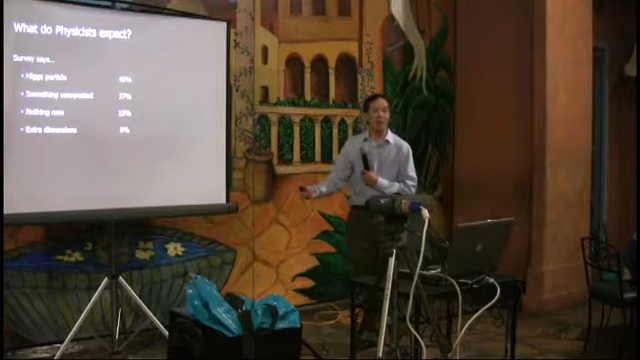 What do Physicists expect?
Survey says...
Higgs particle
Something unexpected
Nothing new
Extra dimensions